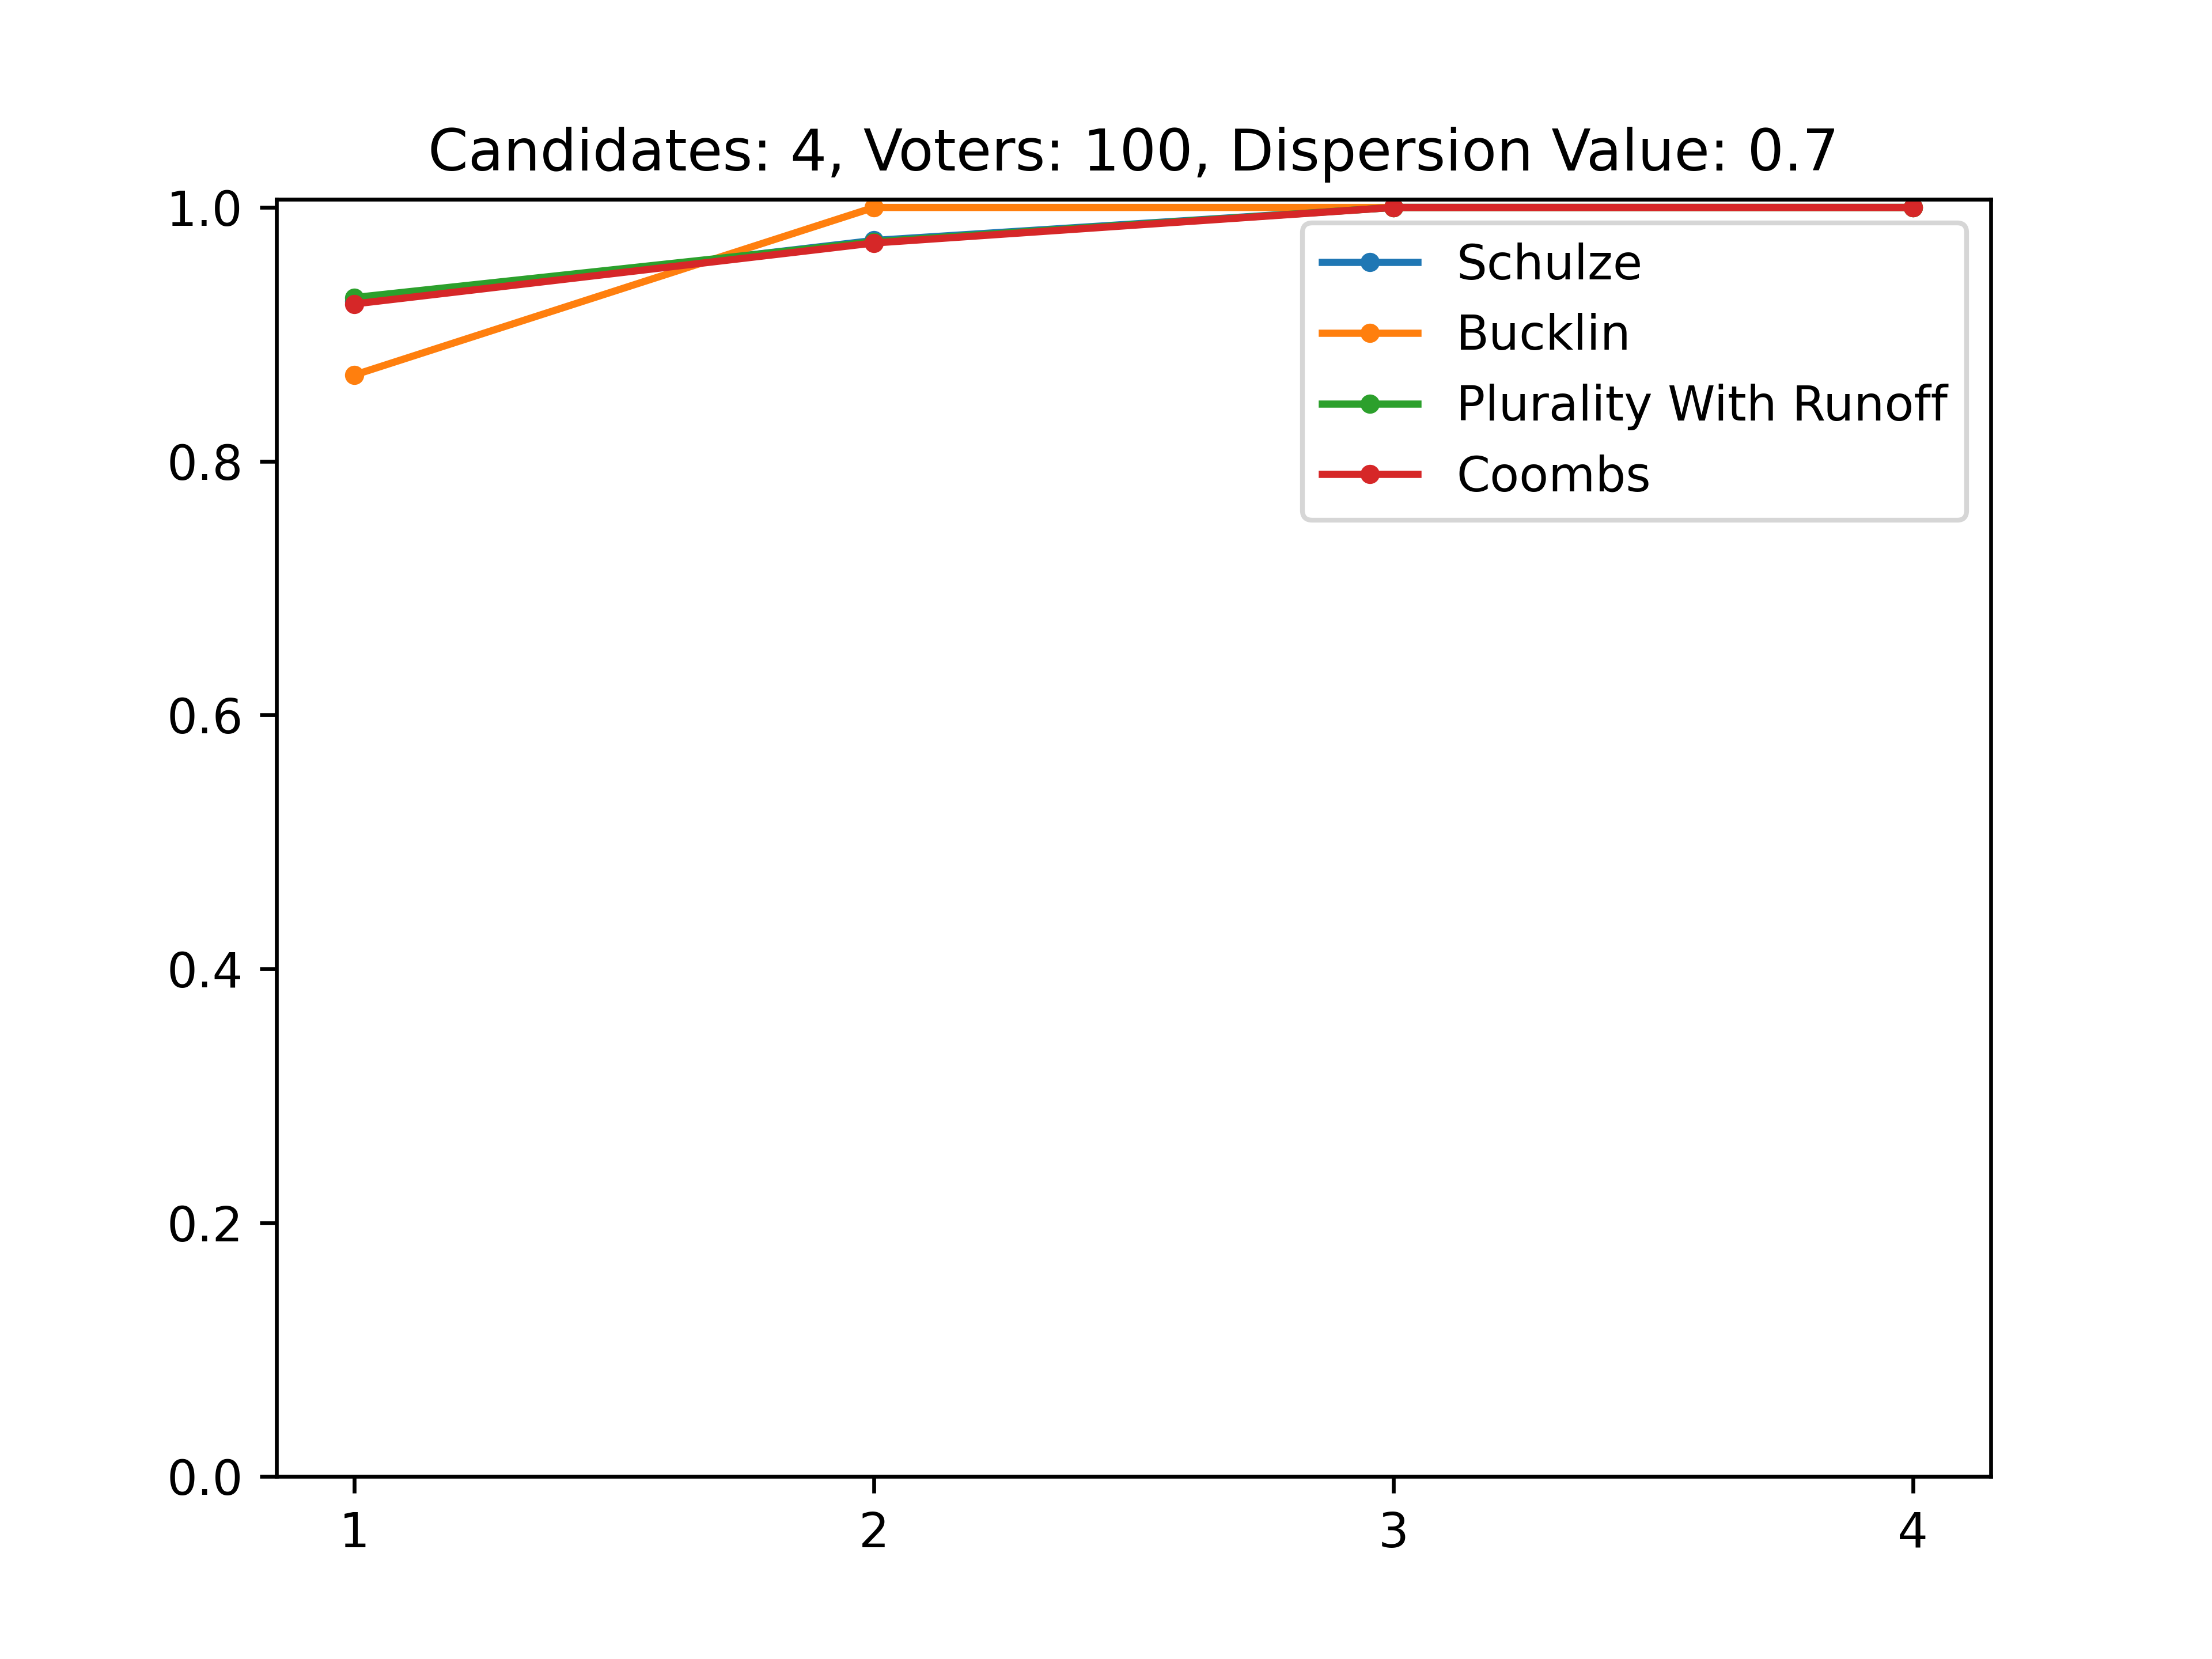 Candidates: 4, Voters: 100, Dispersion Value: 0.7
1.0
0.8
0.6
0.4
0.2
0.0
Schulze
Bucklin
Plurality With Runoff
Coombs
1 2 3 4